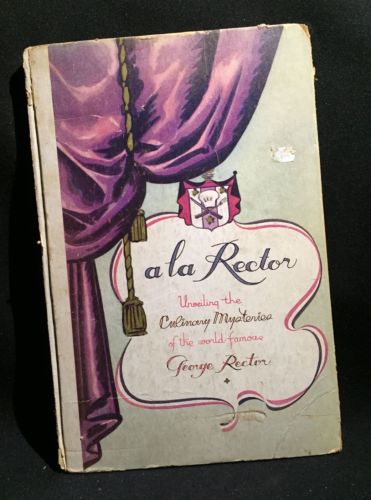 a la Rector
Unveiling the
Culinary Mysteries
of the world-famous
George Rector